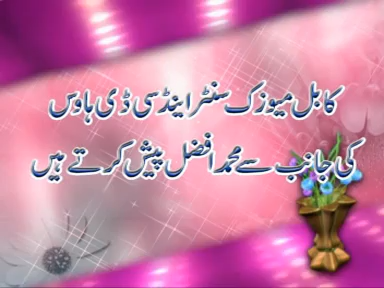 کابل میوزک سنٹر اینڈ سی ڈی ہاوس
کی جانب سے محمد افضل پیش کرتے ہیں